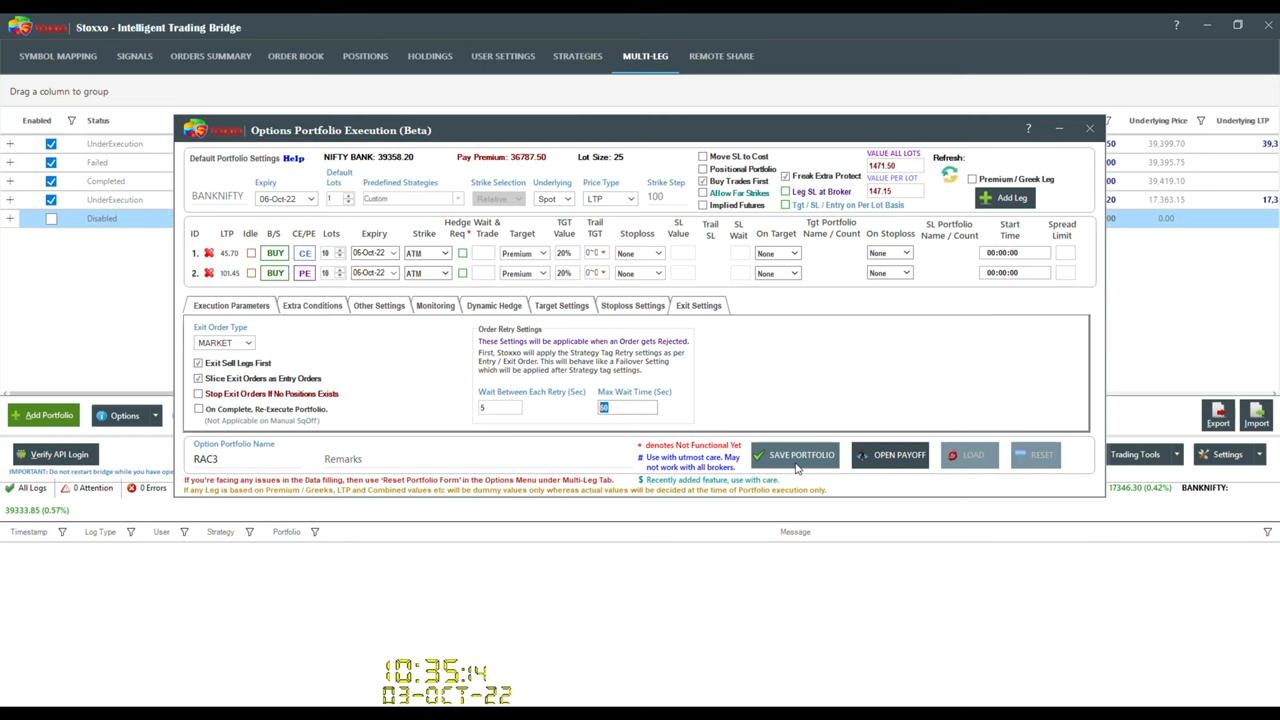 Stoxxo - Intelligent Trading Bridge
SYMBOL MAPPING SIGNALS ORDERS SUMMARY ORDER BOOK POSITIONS HOLDINGS USER SETTINGS STRATEGIES MULTI-LEG REMOTE SHARE
Drag a column to group
Enabled Status Underlying Price Underlying LTP
UnderExecution 50 39,399.70 39,3
Failed 39,395.75
Completed 39,419.10
UnderExecution 17,363.15 17,3
Disabled 0.00
Options Portfolio Execution (Beta)
Default Portfolio Settings Help NIFTY BANK: 39358.20 Pay Premium: 36787.50 Lot Size: 25
BANKNIFTY
Expiry
06-Oct-22
Default Lots
1
Predefined Strategies
Custom
Strike Selection
Relative
Underlying
Spot
Price Type
LTP
Strike Step
100
Move SL to Cost
Positional Portfolio
Buy Trades First
Allow Far Strikes
Implied Futures
Freak Extra Protect
Leg SL at Broker
Tgt / SL / Entry on Per Lot Basis
VALUE ALL LOTS
1471.50
VALUE PER LOT
147.15
Refresh:
Premium / Greek Leg
Add Leg
ID LTP Idle B/S CE/PE Lots Expiry Strike Hedge Req * Wait & Trade Target TGT Value Trail TGT Stoploss SL Value Trail SL SL Wait On Target Tgt Portfolio Name / Count On Stoploss SL Portfolio Name / Count Start Time Spread Limit
1. 45.70 BUY CE 10 06-Oct-22 ATM Premium 20% 0~0 None None None 00:00:00
2. 101.45 BUY PE 10 06-Oct-22 ATM Premium 20% 0~0 None None None 00:00:00
Execution Parameters Extra Conditions Other Settings Monitoring Dynamic Hedge Target Settings Stoploss Settings Exit Settings
Exit Order Type
MARKET
Exit Sell Legs First
Slice Exit Orders as Entry Orders
Stop Exit Orders If No Positions Exists
On Complete, Re-Execute Portfolio.
(Not Applicable on Manual SqOff)
Order Retry Settings
These Settings will be applicable when an Order gets Rejected.
First, Stoxxo will apply the Strategy Tag Retry settings as per
Entry / Exit Order. This will behave like a Failover Setting
which will be applied after Strategy tag settings.
Wait Between Each Retry (Sec) Max Wait Time (Sec)
5
Add Portfolio Options Export Import
Option Portfolio Name
RAC3 Remarks
* denotes Not Functional Yet
# Use with utmost care. May
not work with all brokers.
$ Recently added feature, use with care.
SAVE PORTFOLIO OPEN PAYOFF LOAD RESET
If you're facing any issues in the Data filling, then use 'Reset Portfolio Form' in the Options Menu under Multi-Leg Tab.
If any Leg is based on Premium / Greeks, LTP and Combined values etc will be dummy values only whereas actual values will be decided at the time of Portfolio execution only.
Verify API Login Trading Tools Settings
IMPORTANT: Do not restart bridge while you have ope
All Logs 0 Attention 0 Errors 17346.30 (0.42%) BANKNIFTY:
39333.85 (0.57%)
Timestamp Log Type User Strategy Portfolio Message
10:35:14
03-OCT-22